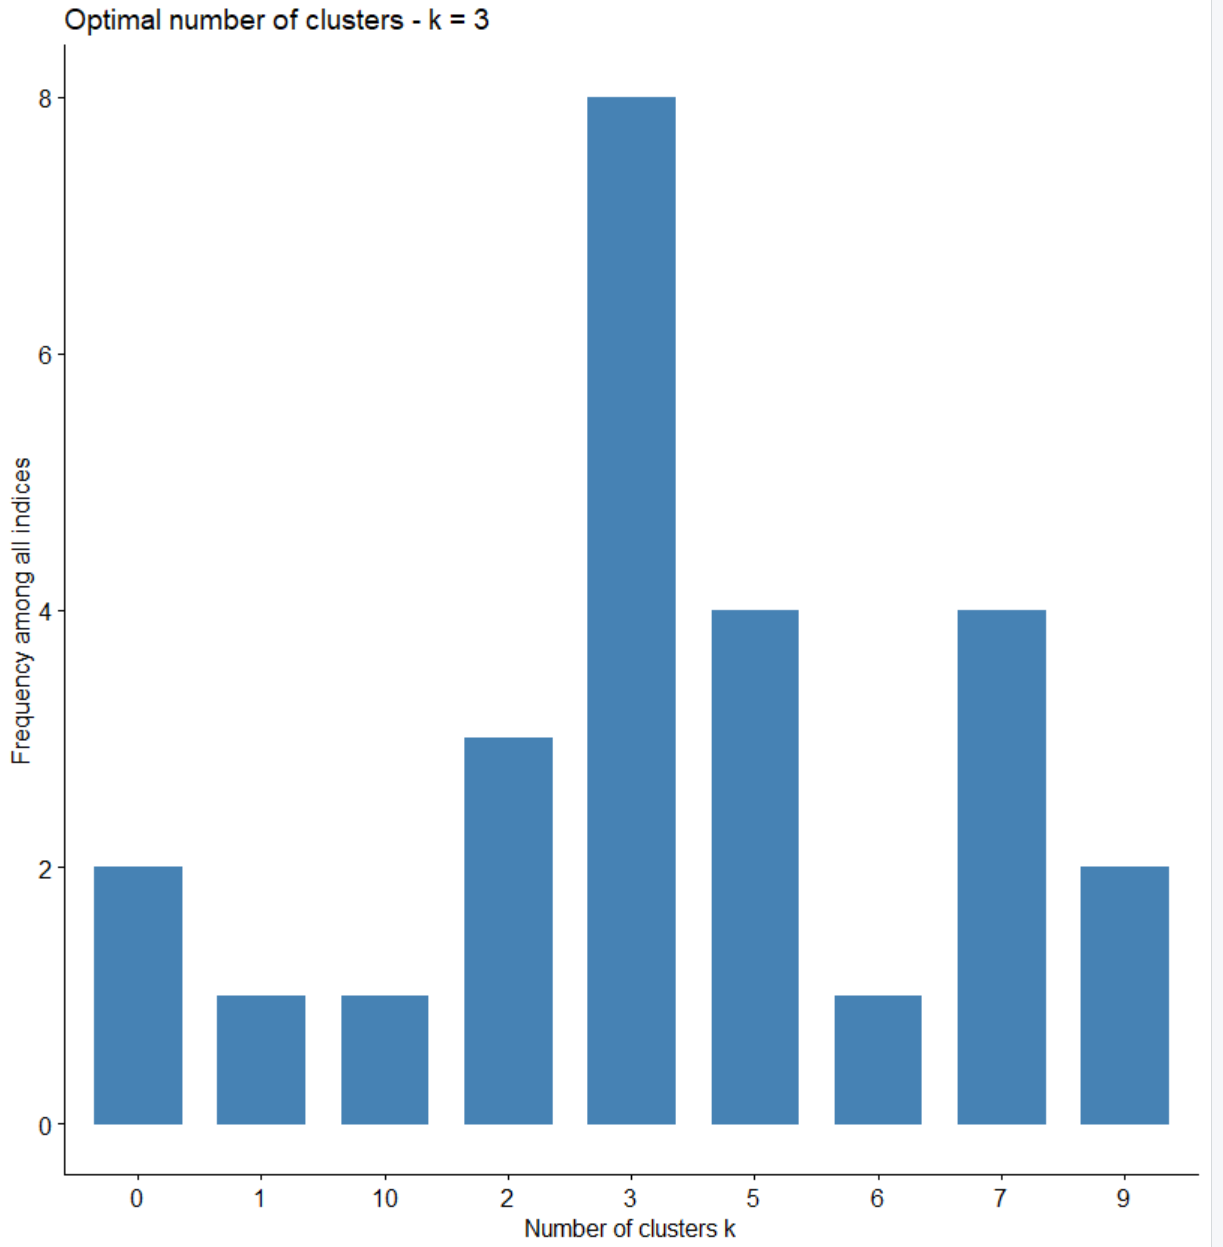 Optimal number of clusters - k = 3
Frequency among all indices
8
6
4
2
0
0 1 10 2 3 5 6 7 9
Number of clusters k